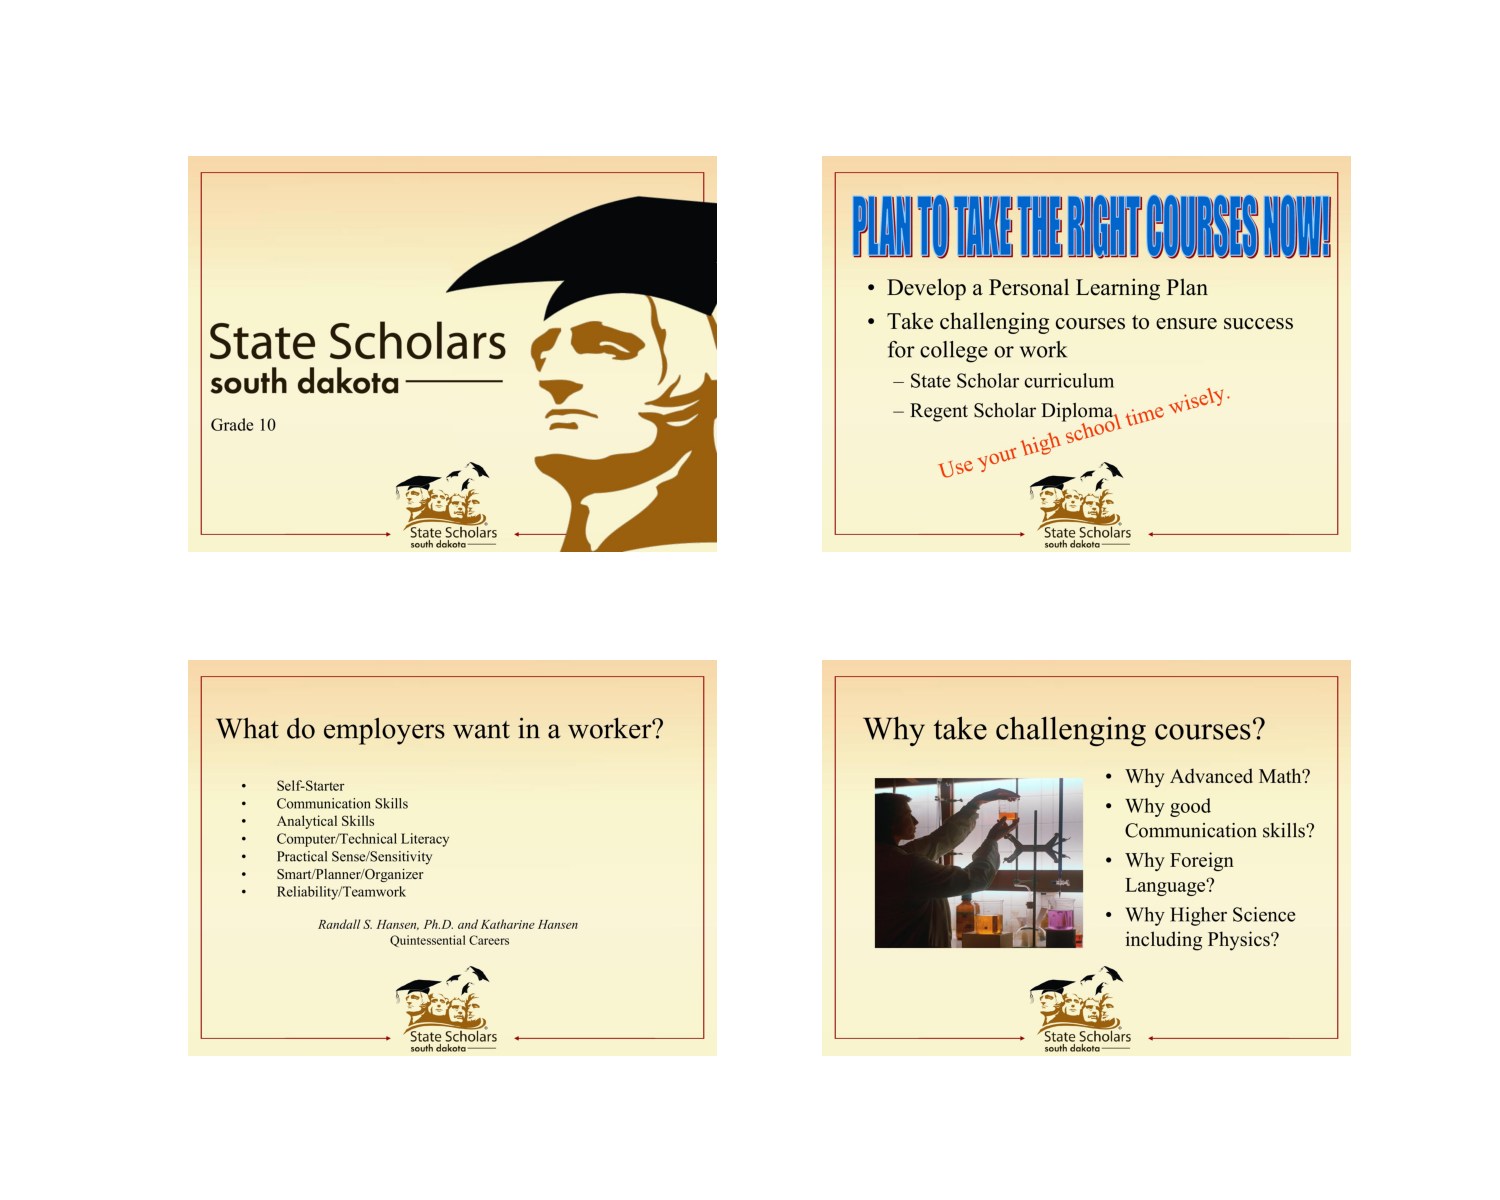 State Scholars
south dakota
Grade 10
State Scholars
south dakota
PLAN TO TAKE THE RIGHT COURSES NOW!
• Develop a Personal Learning Plan
• Take challenging courses to ensure success
for college or work
– State Scholar curriculum
– Regent Scholar Diploma
Use your high school time wisely.
State Scholars
south dakota
What do employers want in a worker?
• Self-Starter
• Communication Skills
• Analytical Skills
• Computer/Technical Literacy
• Practical Sense/Sensitivity
• Smart/Planner/Organizer
• Reliability/Teamwork
Randall S. Hansen, Ph.D. and Katharine Hansen
Quintessential Careers
State Scholars
south dakota
Why take challenging courses?
• Why Advanced Math?
• Why good
Communication skills?
• Why Foreign
Language?
• Why Higher Science
including Physics?
State Scholars
south dakota